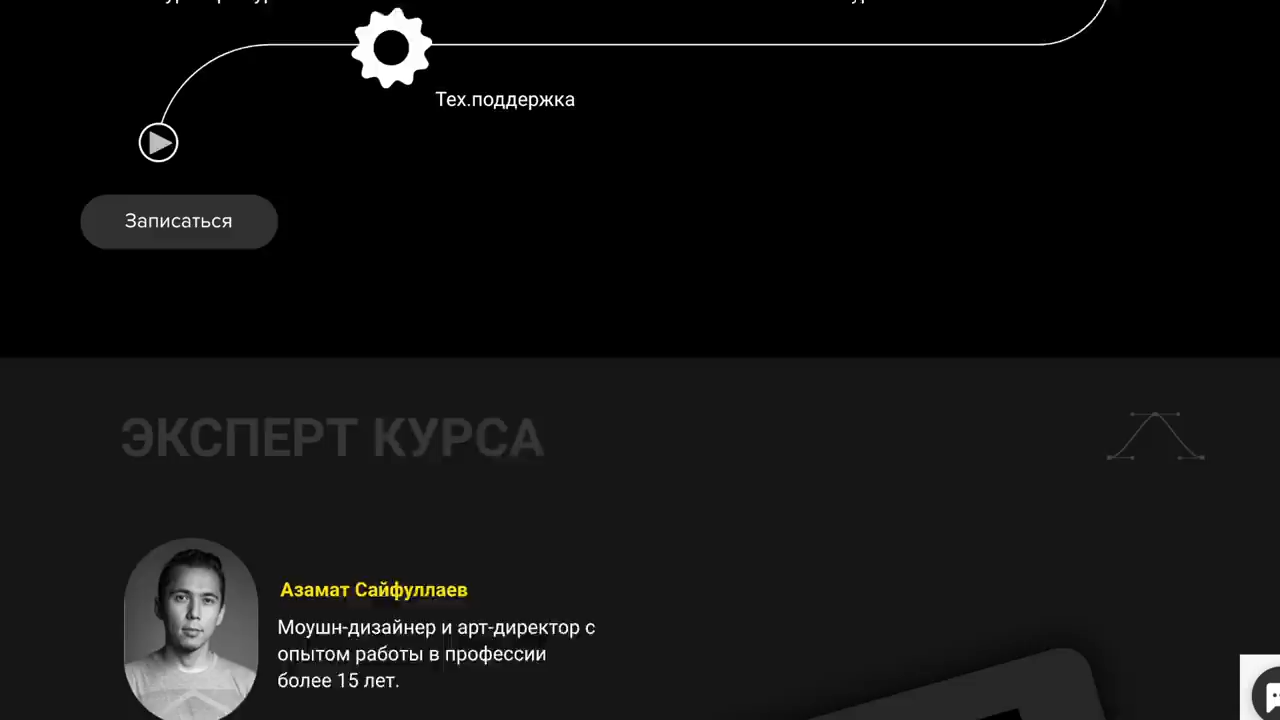 Тех.поддержка
Записаться
ЭКСПЕРТ КУРСА
Азамат Сайфуллаев
Моушн-дизайнер и арт-директор с
опытом работы в профессии
более 15 лет.